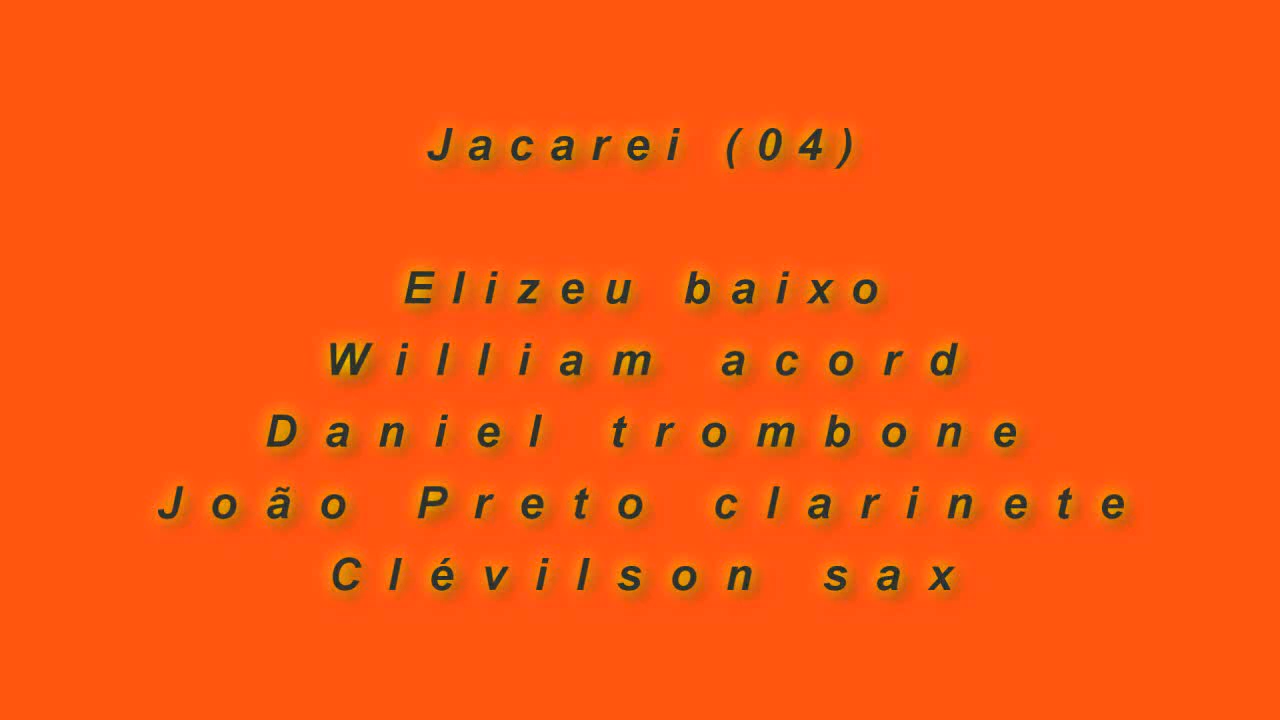 Jacarei (04)
Elizeu baixo
William acord
Daniel trombone
João Preto clarinete
Clévilson sax